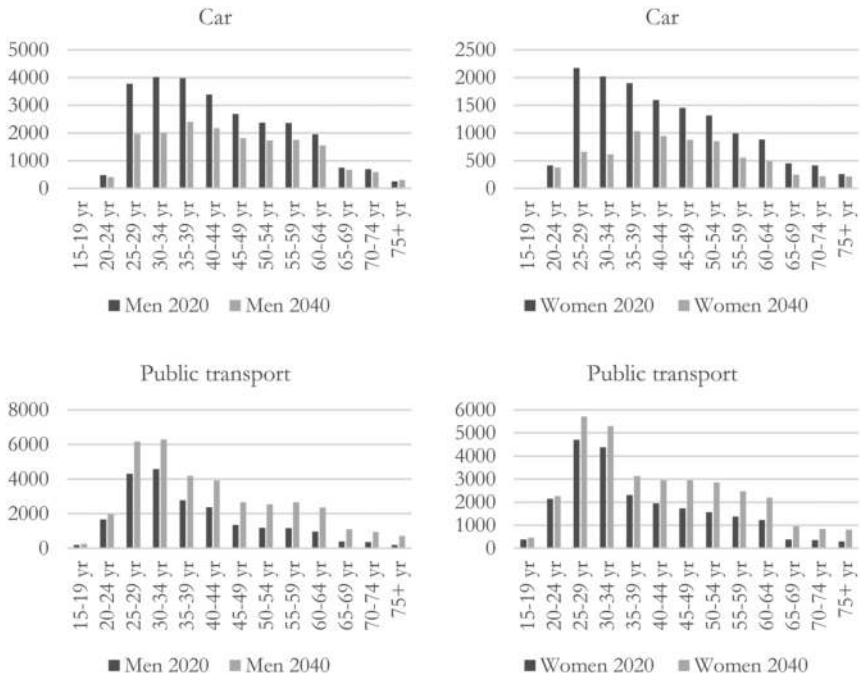 Car
5000
4000
3000
2000
1000
0
15-19 yr
20-24 yr
25-29 yr
30-34 yr
35-39 yr
40-44 yr
45-49 yr
50-54 yr
55-59 yr
60-64 yr
65-69 yr
70-74 yr
75+ yr
Men 2020 Men 2040
Car
2500
2000
1500
1000
500
0
15-19 yr
20-24 yr
25-29 yr
30-34 yr
35-39 yr
40-44 yr
45-49 yr
50-54 yr
55-59 yr
60-64 yr
65-69 yr
70-74 yr
75+ yr
Women 2020 Women 2040
Public transport
8000
6000
4000
2000
0
15-19 yr
20-24 yr
25-29 yr
30-34 yr
35-39 yr
40-44 yr
45-49 yr
50-54 yr
55-59 yr
60-64 yr
65-69 yr
70-74 yr
75+ yr
Men 2020 Men 2040
Public transport
6000
5000
4000
3000
2000
1000
0
15-19 yr
20-24 yr
25-29 yr
30-34 yr
35-39 yr
40-44 yr
45-49 yr
50-54 yr
55-59 yr
60-64 yr
65-69 yr
70-74 yr
75+ yr
Women 2020 Women 2040